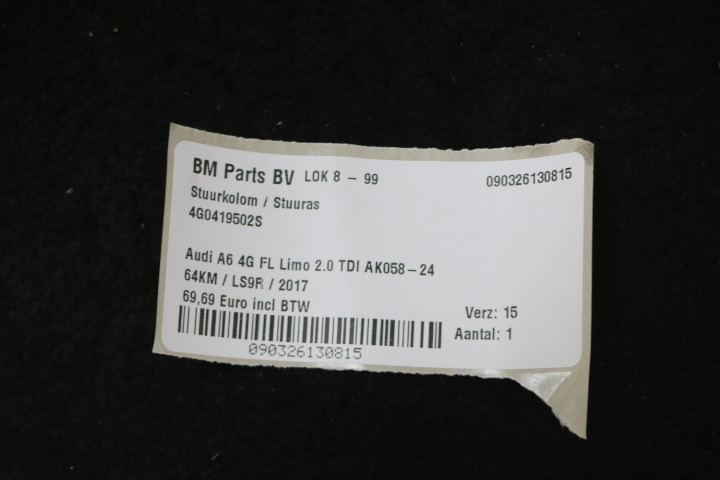 BM Parts BV LOK 8 - 99 090326130815
Stuurkolom / Stuuras
4G0419502S
Audi A6 4G FL Limo 2.0 TDI AK058-24
64KM / LS9R / 2017
69,69 Euro incl BTW
Verz: 15
Aantal: 1
090326130815